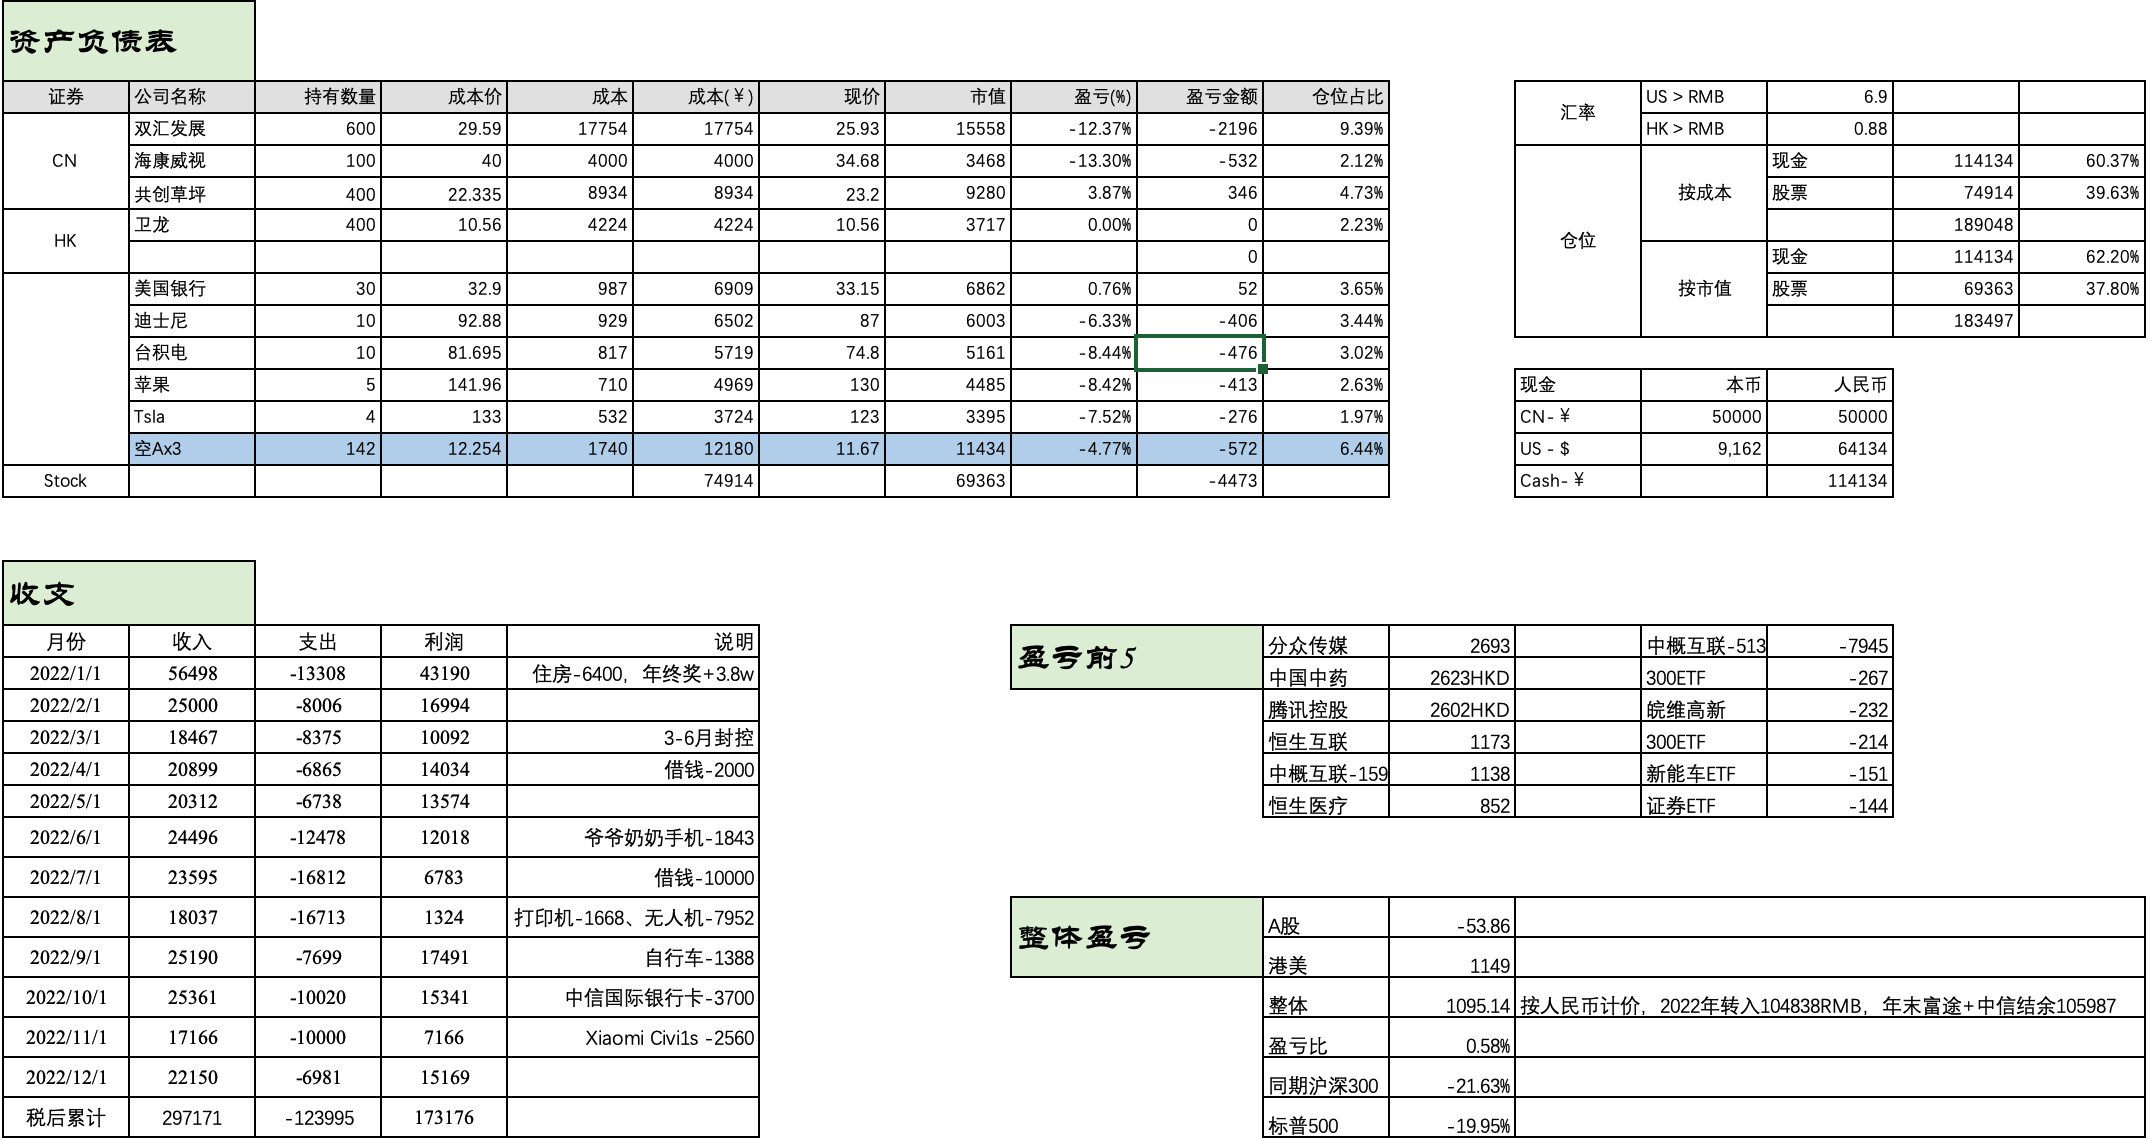 资产负债表
证券 公司名称 持有数量 成本价 成本 成本(¥) 现价 市值 盈亏(%) 盈亏金额 仓位占比
CN
双汇发展 600 29.59 17754 17754 25.93 15558 -12.37% -2196 9.39%
海康威视 100 40 4000 4000 34.68 3468 -13.30% -532 2.12%
共创草坪 400 22.335 8934 8934 23.2 9280 3.87% 346 4.73%
HK
卫龙 400 10.56 4224 4224 10.56 3717 0.00% 0 2.23%
0
美国银行 30 32.9 987 6909 33.15 6862 0.76% 52 3.65%
迪士尼 10 92.88 929 6502 87 6003 -6.33% -406 3.44%
台积电 10 81.695 817 5719 74.8 5161 -8.44% -476 3.02%
苹果 5 141.96 710 4969 130 4485 -8.42% -413 2.63%
Tsla 4 133 532 3724 123 3395 -7.52% -276 1.97%
空Ax3 142 12.254 1740 12180 11.67 11434 -4.77% -572 6.44%
Stock 74914 69363 -4473
汇率
US > RMB 6.9
HK > RMB 0.88
仓位
按成本
现金 114134 60.37%
股票 74914 39.63%
189048
按市值
现金 114134 62.20%
股票 69363 37.80%
183497
现金 本币 人民币
CN-¥ 50000 50000
US - $ 9,162 64134
Cash-¥ 114134
收支
月份 收入 支出 利润 说明
2022/1/1 56498 -13308 43190 住房-6400，年终奖+3.8w
2022/2/1 25000 -8006 16994
2022/3/1 18467 -8375 10092 3-6月封控
2022/4/1 20899 -6865 14034 借钱-2000
2022/5/1 20312 -6738 13574
2022/6/1 24496 -12478 12018 爷爷奶奶手机-1843
2022/7/1 23595 -16812 6783 借钱-10000
2022/8/1 18037 -16713 1324 打印机-1668、无人机-7952
2022/9/1 25190 -7699 17491 自行车-1388
2022/10/1 25361 -10020 15341 中信国际银行卡-3700
2022/11/1 17166 -10000 7166 Xiaomi Civi1s -2560
2022/12/1 22150 -6981 15169
税后累计 297171 -123995 173176
盈亏前5
分众传媒 2693 中概互联-513 -7945
中国中药 2623HKD 300ETF -267
腾讯控股 2602HKD 皖维高新 -232
恒生互联 1173 300ETF -214
中概互联-159 1138 新能车ETF -151
恒生医疗 852 证券ETF -144
整体盈亏
A股 -53.86
港美 1149
整体 1095.14 按人民币计价，2022年转入104838RMB，年末富途+中信结余105987
盈亏比 0.58%
同期沪深300 -21.63%
标普500 -19.95%